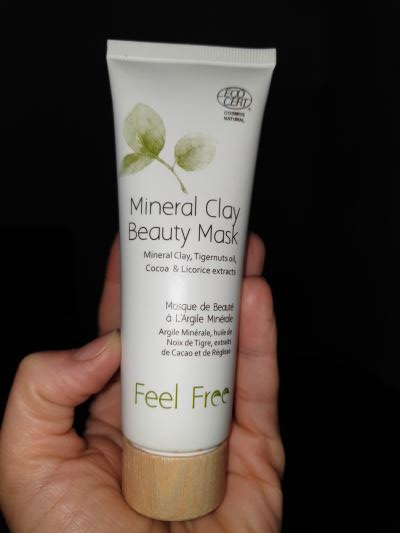 ECO
CERT
COSMOS
NATURAL
Mineral Clay
Beauty Mask
Mineral Clay, Tigernuts oil,
Cocoa & Licorice extracts
Masque de Beauté
à L'Argile Minérale
Argile Minérale, huile de
Noix de Tigre, extraits
de Cacao et de Réglisse
Feel Free